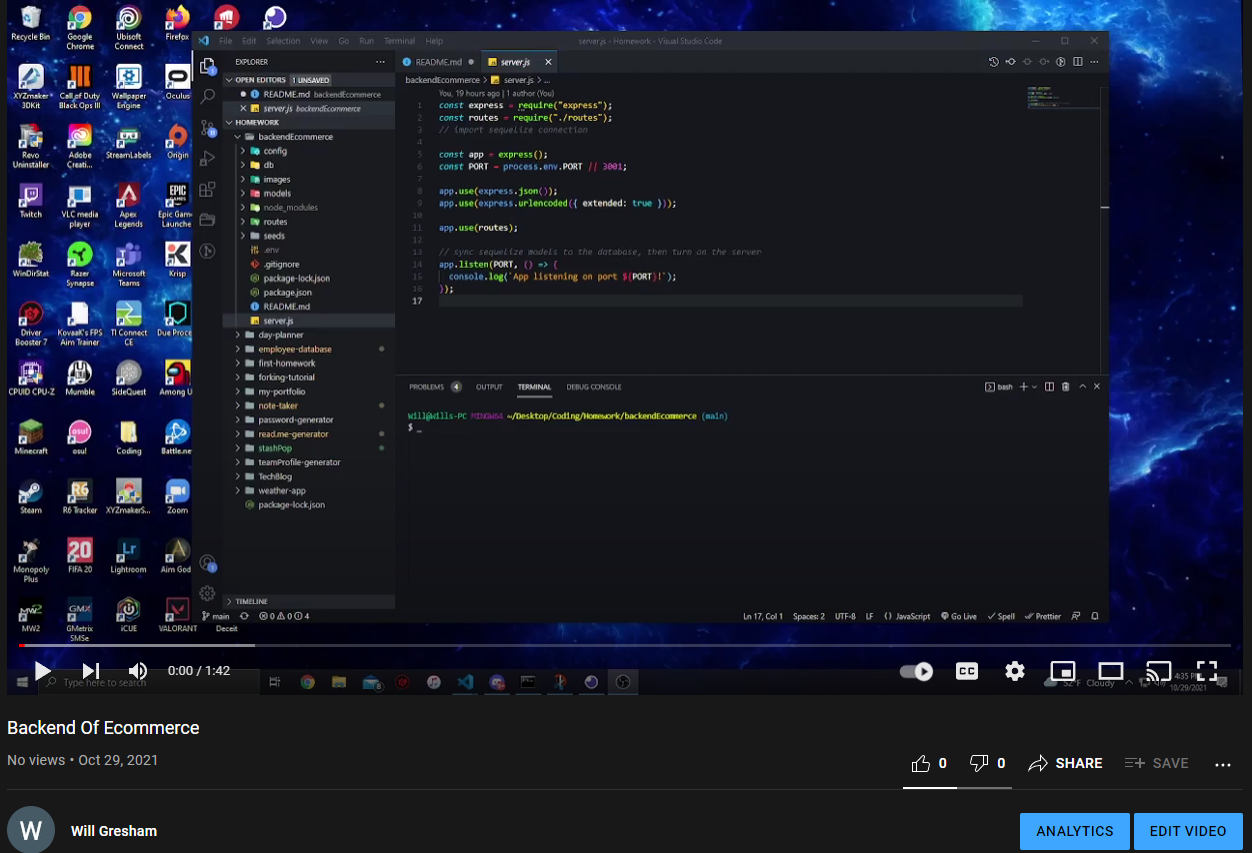 Recycle Bin
Google Chrome
Ubisoft Connect
Firefox
XYZmaker 3DKit
Call of Duty Black Ops III
Wallpaper Engine
Oculus
Revo Uninstaller
Adobe Creati...
StreamLabels
Origin
Twitch
VLC media player
Apex Legends
Epic Gam Launche
WinDirStat
Razer Synapse
Microsoft Teams
Krisp
Driver Booster 7
KovaaK's FPS Aim Trainer
TI Connect CE
Due Proce
CPUID CPU-Z
Mumble
SideQuest
Among U
Minecraft
osu!
Coding
Battle.ne
Steam
R6 Tracker
XYZmakerS...
Zoom
Monopoly Plus
FIFA 20
Lightroom
Aim God
MW2
GMetrix SMSe
iCUE
VALORANT
Deceit
File Edit Selection View Go Run Terminal Help
server.js - Homework - Visual Studio Code
EXPLORER
OPEN EDITORS 1 UNSAVED
README.md backendEcommerce
server.js backendEcommerce
HOMEWORK
backendEcommerce
config
db
images
models
node_modules
routes
seeds
.env
.gitignore
package-lock.json
package.json
README.md
server.js
day-planner
employee-database
first-homework
forking-tutorial
my-portfolio
note-taker
password-generator
read.me-generator
stashPop
teamProfile-generator
TechBlog
weather-app
package-lock.json
TIMELINE
README.md
server.js
backendEcommerce > server.js > ...
You, 19 hours ago | 1 author (You)
1 const express = require("express");
2 const routes = require("./routes");
3 // import sequelize connection
4
5 const app = express();
6 const PORT = process.env.PORT || 3001;
7
8 app.use(express.json());
9 app.use(express.urlencoded({ extended: true }));
10
11 app.use(routes);
12
13 // sync sequelize models to the database, then turn on the server
14 app.listen(PORT, () => {
15 console.log(`App listening on port ${PORT}!`);
16 });
17
PROBLEMS 4 OUTPUT TERMINAL DEBUG CONSOLE
bash
Will@Wills-PC MINGW64 ~/Desktop/Coding/Homework/backendEcommerce (main)
$ _
main 0 0 4
Ln 17, Col 1 Spaces: 2 UTF-8 LF JavaScript Go Live Spell Prettier
0:00 / 1:42
CC
Type here to search
52°F Cloudy
4:35 PM
10/29/2021
Backend Of Ecommerce
No views • Oct 29, 2021
0
0
SHARE
SAVE
W
Will Gresham
ANALYTICS
EDIT VIDEO